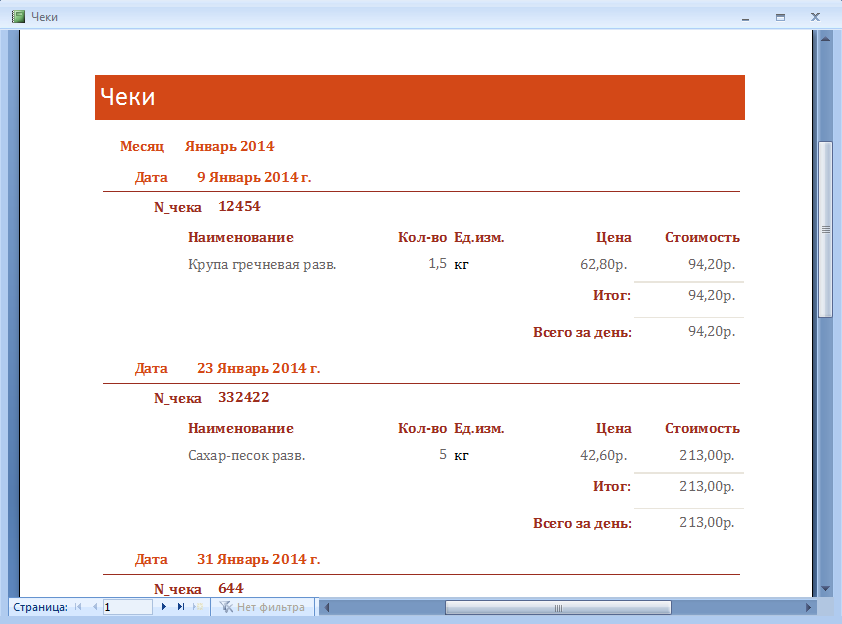 Чеки
Чеки
Месяц Январь 2014
Дата 9 Январь 2014 г.
N_чека 12454
Наименование Кол-во Ед.изм. Цена Стоимость
Крупа гречневая разв. 1,5 кг 62,80р. 94,20р.
Итог: 94,20р.
Всего за день: 94,20р.
Дата 23 Январь 2014 г.
N_чека 332422
Наименование Кол-во Ед.изм. Цена Стоимость
Сахар-песок разв. 5 кг 42,60р. 213,00р.
Итог: 213,00р.
Всего за день: 213,00р.
Дата 31 Январь 2014 г.
N_чека 644
Страница: 1 Нет фильтра